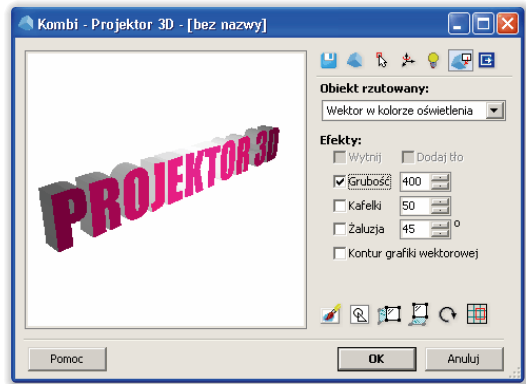 Kombi - Projektor 3D - [bez nazwy]
PROJEKTOR 3D
Obiekt rzutowany:
Wektor w kolorze oświetlenia
Efekty:
Wytnij Dodaj tło
Grubość 400
Kafelki 50
Żaluzja 45 °
Kontur grafiki wektorowej
Pomoc OK Anuluj